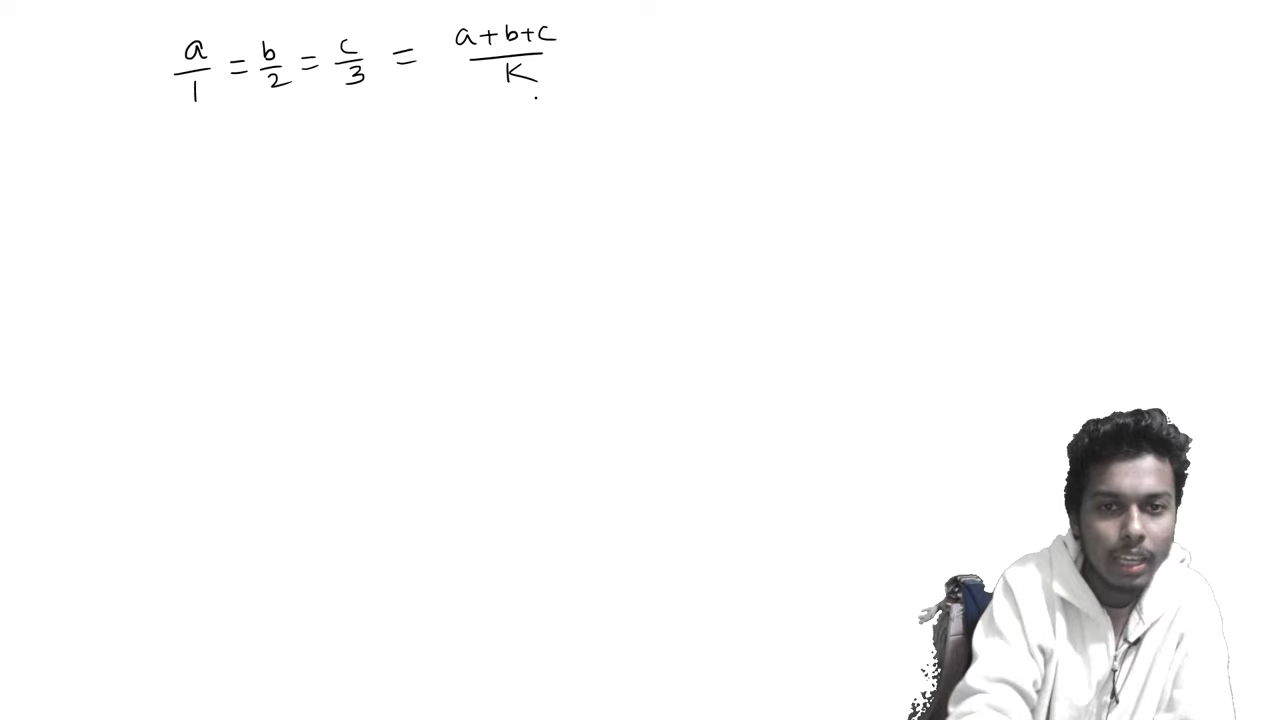 a/1 = b/2 = c/3 = a+b+c/K